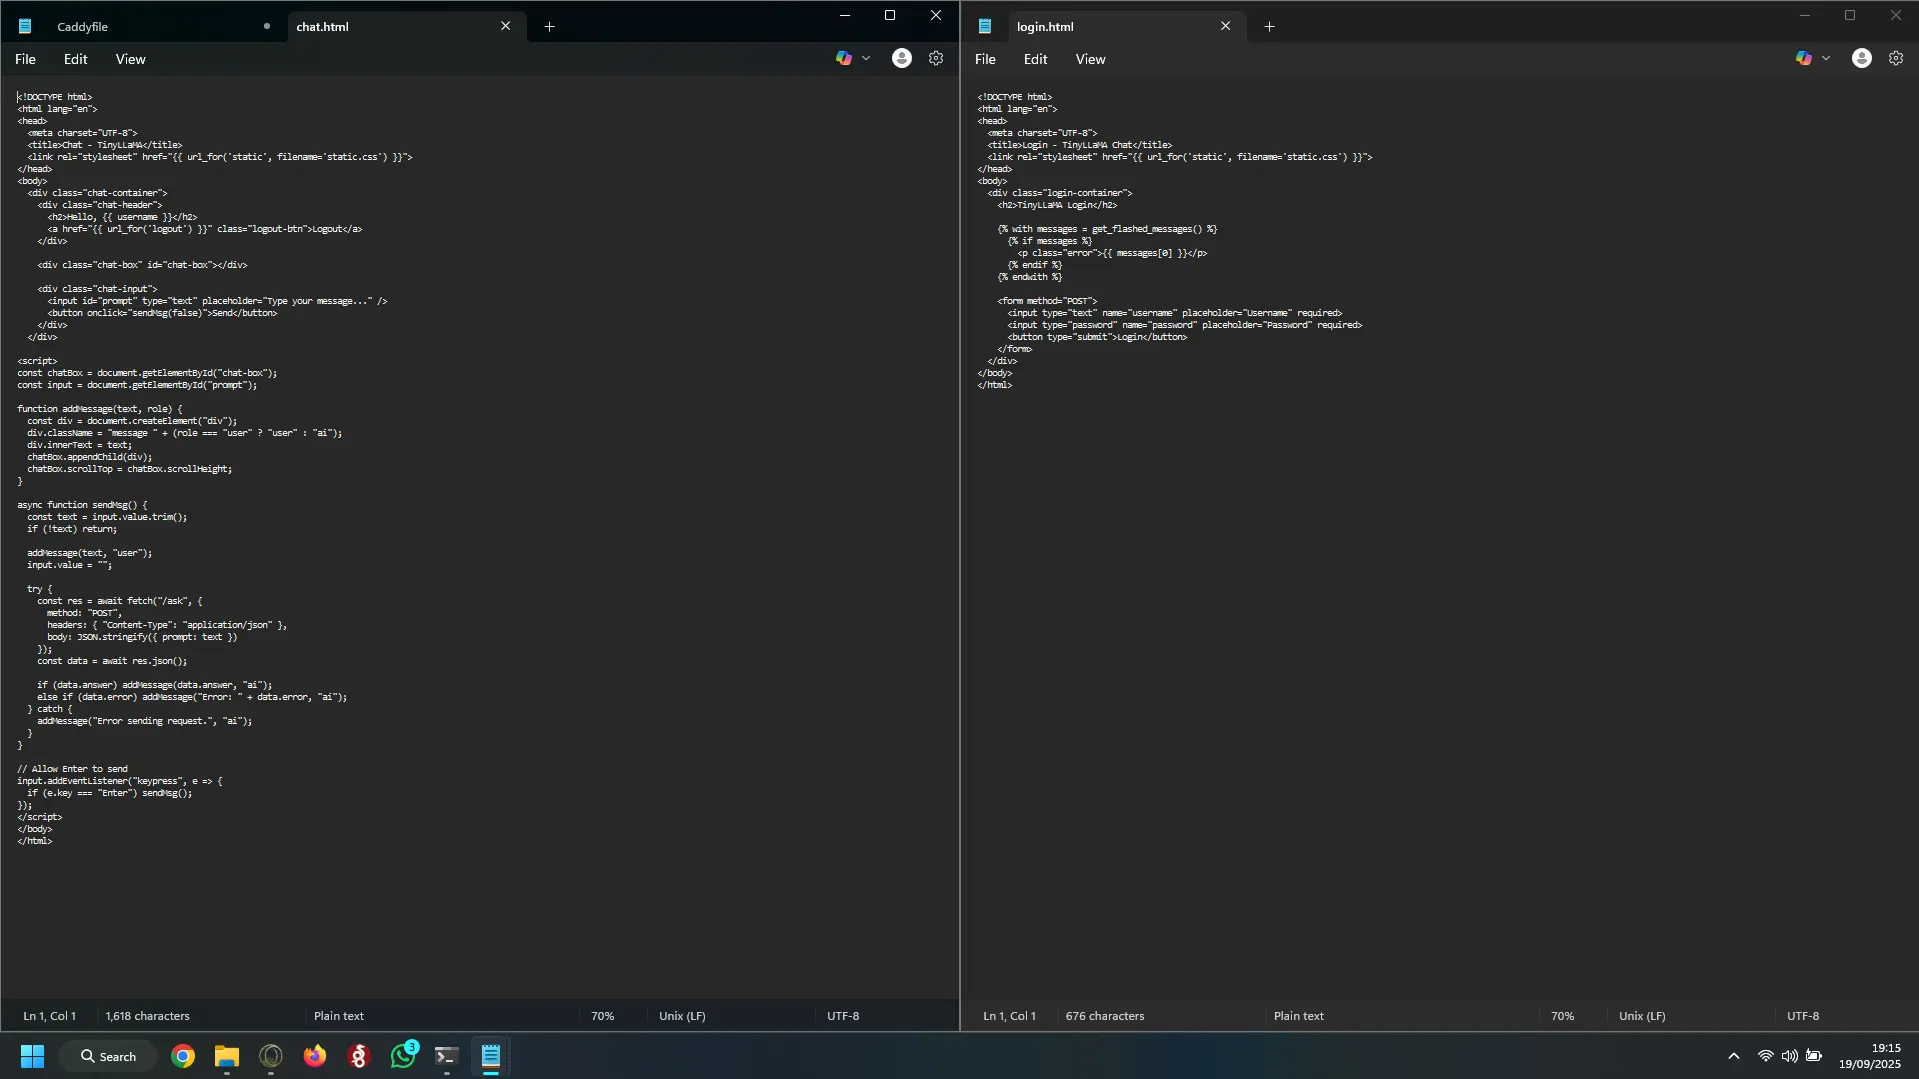 Caddyfile
chat.html
File
Edit
View
<!DOCTYPE html>
<html lang="en">
<head>
  <meta charset="UTF-8">
  <title>Chat - TinyLLaMA</title>
  <link rel="stylesheet" href="{{ url_for('static', filename='static.css') }}">
</head>
<body>
  <div class="chat-container">
    <div class="chat-header">
      <h2>Hello, {{ username }}</h2>
      <a href="{{ url_for('logout') }}" class="logout-btn">Logout</a>
    </div>
    <div class="chat-box" id="chat-box"></div>
    <div class="chat-input">
      <input id="prompt" type="text" placeholder="Type your message..." />
      <button onclick="sendMsg(false)">Send</button>
    </div>
  </div>
<script>
const chatBox = document.getElementById("chat-box");
const input = document.getElementById("prompt");
function addMessage(text, role) {
  const div = document.createElement("div");
  div.className = "message " + (role === "user" ? "user" : "ai");
  div.innerText = text;
  chatBox.appendChild(div);
  chatBox.scrollTop = chatBox.scrollHeight;
}
async function sendMsg() {
  const text = input.value.trim();
  if (!text) return;
  addMessage(text, "user");
  input.value = "";
  try {
    const res = await fetch("/ask", {
      method: "POST",
      headers: { "Content-Type": "application/json" },
      body: JSON.stringify({ prompt: text })
    });
    const data = await res.json();
    if (data.answer) addMessage(data.answer, "ai");
    else if (data.error) addMessage("Error: " + data.error, "ai");
  } catch {
    addMessage("Error sending request.", "ai");
  }
}
// Allow Enter to send
input.addEventListener("keypress", e => {
  if (e.key === "Enter") sendMsg();
});
</script>
</body>
</html>
Ln 1, Col 1
1,618 characters
Plain text
70%
Unix (LF)
UTF-8
login.html
File
Edit
View
<!DOCTYPE html>
<html lang="en">
<head>
  <meta charset="UTF-8">
  <title>Login - TinyLLaMA Chat</title>
  <link rel="stylesheet" href="{{ url_for('static', filename='static.css') }}">
</head>
<body>
  <div class="login-container">
    <h2>TinyLLaMA Login</h2>
    {% with messages = get_flashed_messages() %}
      {% if messages %}
        <p class="error">{{ messages[0] }}</p>
      {% endif %}
    {% endwith %}
    <form method="POST">
      <input type="text" name="username" placeholder="Username" required>
      <input type="password" name="password" placeholder="Password" required>
      <button type="submit">Login</button>
    </form>
  </div>
</body>
</html>
Ln 1, Col 1
676 characters
Plain text
70%
Unix (LF)
UTF-8
Search
3
19:15
19/09/2025